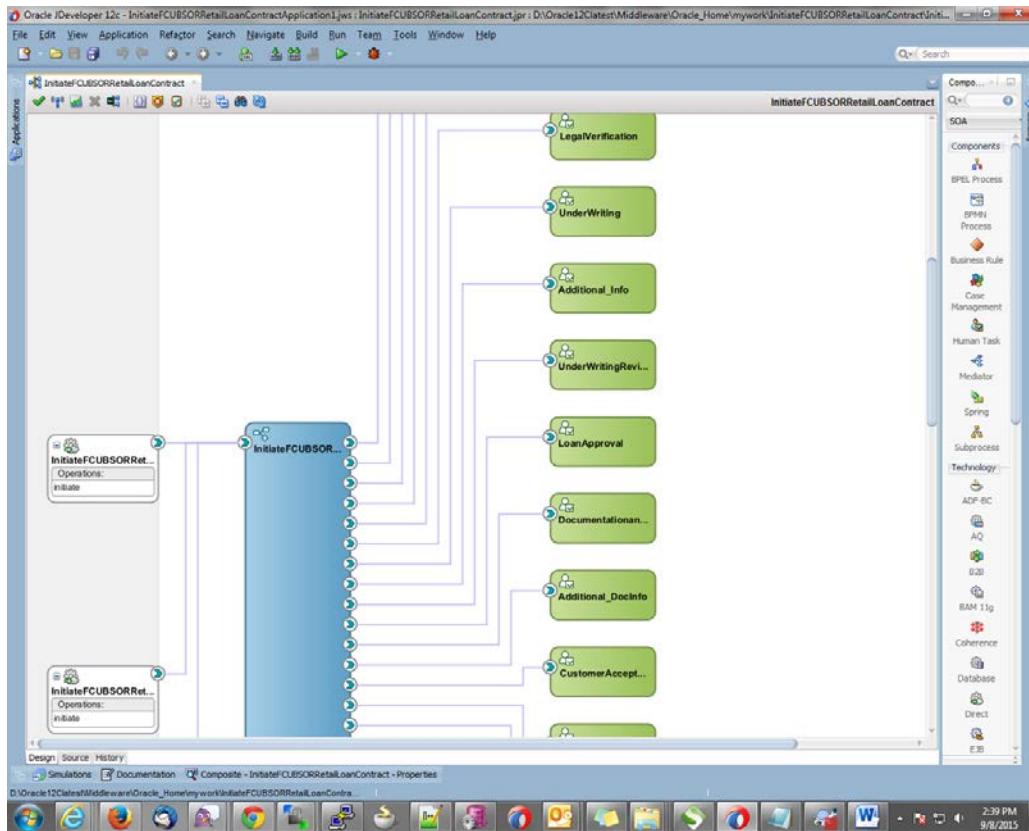 Oracle JDeveloper 12c - InitiateFCUBSORRetailLoanContractApplication1.jws : InitiateFCUBSORRetailLoanContract.jpr : D:\Oracle12Clatest\Middleware\Oracle_Home\mywork\InitiateFCUBSORRetailLoanContract\Initi...
File Edit View Application Refactor Search Navigate Build Run Team Tools Window Help
Search
InitiateFCUBSORRetailLoanContract
Compo...
InitiateFCUBSORRetailLoanContract
Applications
SOA
Components
BPEL Process
BPMN
Process
Business Rule
Case
Management
Human Task
Mediator
Spring
Subprocess
Technology
ADF-BC
AQ
B2B
BAM 11g
Coherence
Database
Direct
EJB
LegalVerification
UnderWriting
Additional_Info
UnderWritingRevi...
LoanApproval
Documentationan...
Additional_DocInfo
CustomerAccept...
InitiateFCUBSOR...
InitiateFCUBSORRet...
Operations:
initiate
InitiateFCUBSORRet...
Operations:
initiate
Design Source History
Simulations Documentation Composite - InitiateFCUBSORRetailLoanContract - Properties
D:\Oracle12Clatest\Middleware\Oracle_Home\mywork\InitiateFCUBSORRetailLoanContra...
2:39 PM
9/8/2015